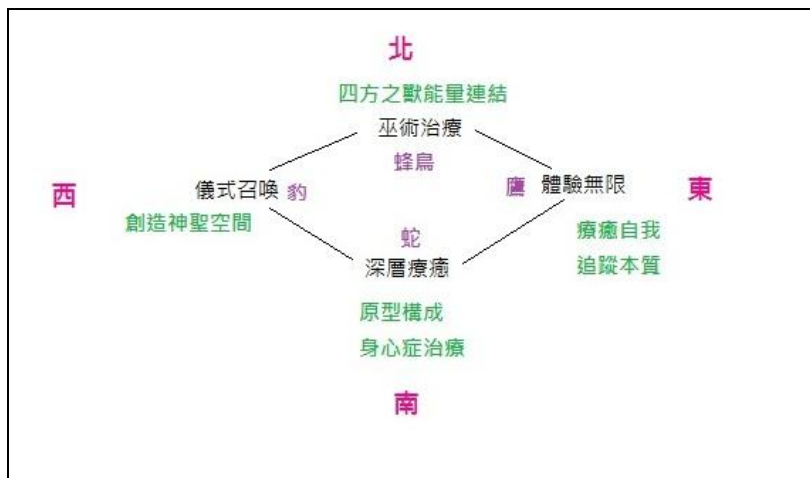 北
四方之獸能量連結
巫術治療
蜂鳥
西
儀式召喚
豹
鷹
體驗無限
東
創造神聖空間
蛇
療癒自我
深層療癒
追蹤本質
原型構成
身心症治療
南